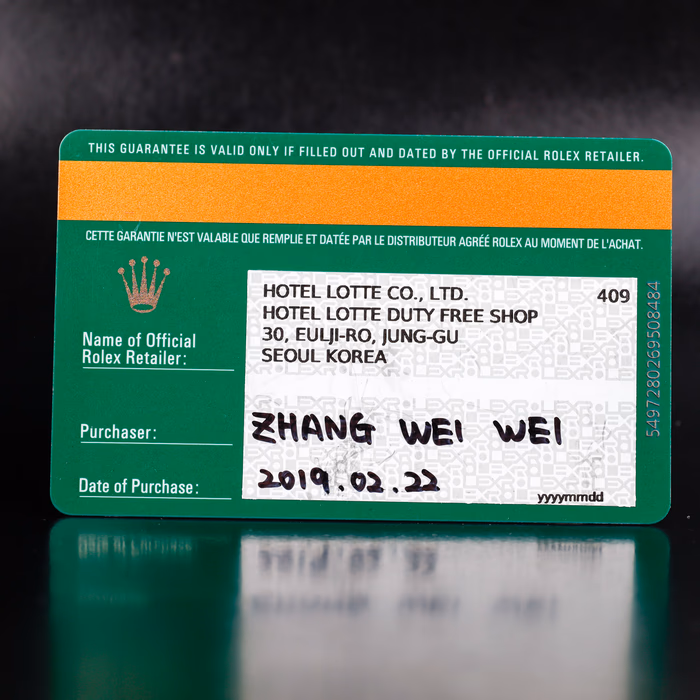 THIS GUARANTEE IS VALID ONLY IF FILLED OUT AND DATED BY THE OFFICIAL ROLEX RETAILER.
CETTE GARANTIE N'EST VALABLE QUE REMPLIE ET DATÉE PAR LE DISTRIBUTEUR AGRÉÉ ROLEX AU MOMENT DE L'ACHAT.
HOTEL LOTTE CO., LTD. 409
HOTEL LOTTE DUTY FREE SHOP
30, EULJI-RO, JUNG-GU
SEOUL KOREA
Name of Official
Rolex Retailer:
Purchaser: ZHANG WEI WEI
Date of Purchase: 2019.02.22
yyyymmdd
5497280269508484